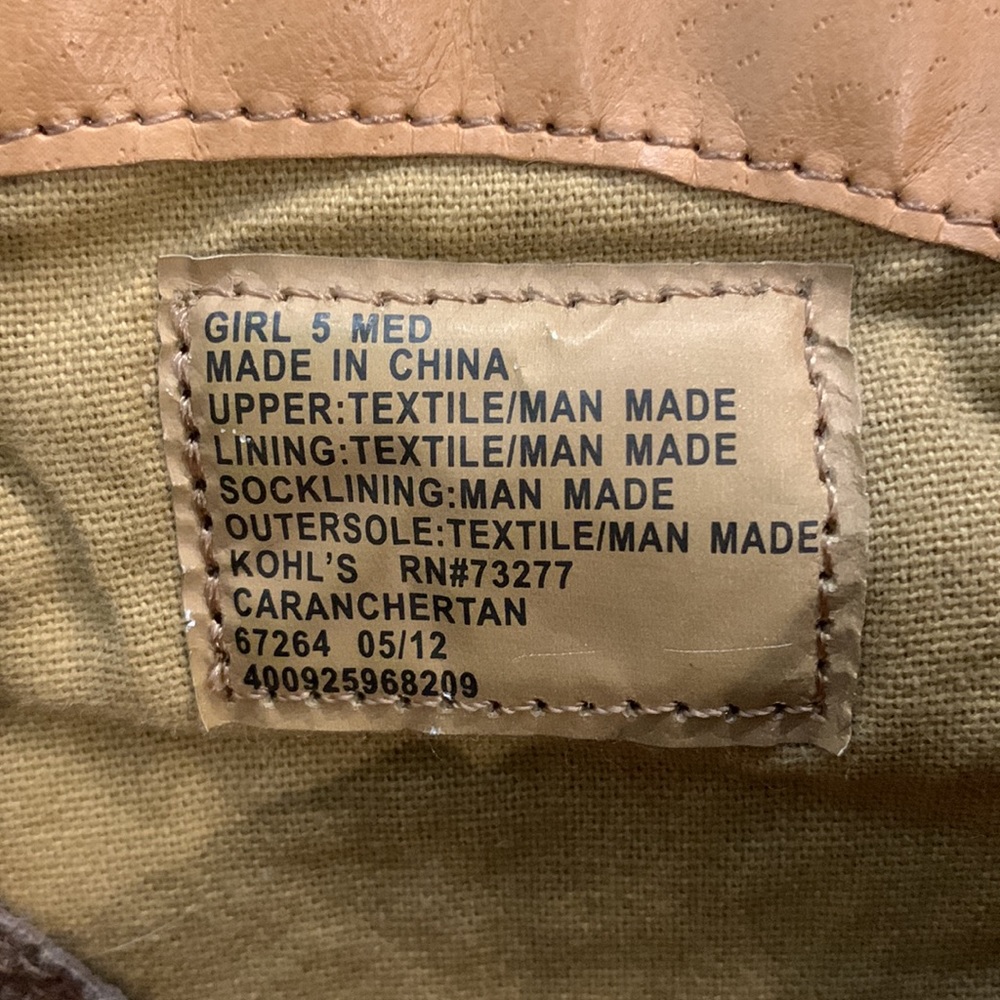 GIRL 5 MED
MADE IN CHINA
UPPER:TEXTILE/MAN MADE
LINING:TEXTILE/MAN MADE
SOCKLINING:MAN MADE
OUTERSOLE:TEXTILE/MAN MADE
KOHL'S RN#73277
CARANCHERTAN
67264 05/12
400925968209